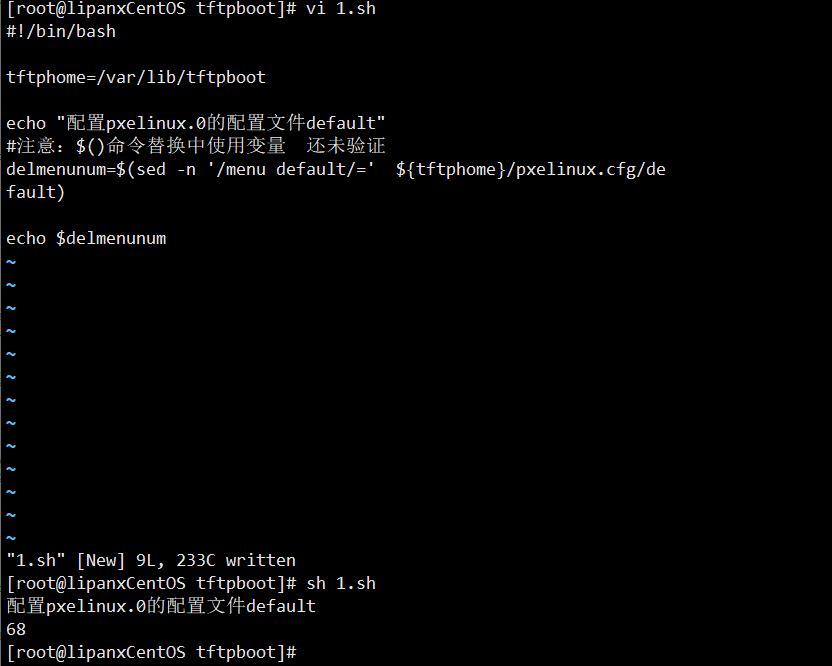 [root@lipanxCentOS tftpboot]# vi 1.sh
#!/bin/bash

tftphome=/var/lib/tftpboot

echo "配置pxelinux.0的配置文件default"
#注意：$()命令替换中使用变量  还未验证
delmenunum=$(sed -n '/menu default/='  ${tftphome}/pxelinux.cfg/de
fault)

echo $delmenunum
~
~
~
~
~
~
~
~
~
~
~
~
~
"1.sh" [New] 9L, 233C written
[root@lipanxCentOS tftpboot]# sh 1.sh
配置pxelinux.0的配置文件default
68
[root@lipanxCentOS tftpboot]#